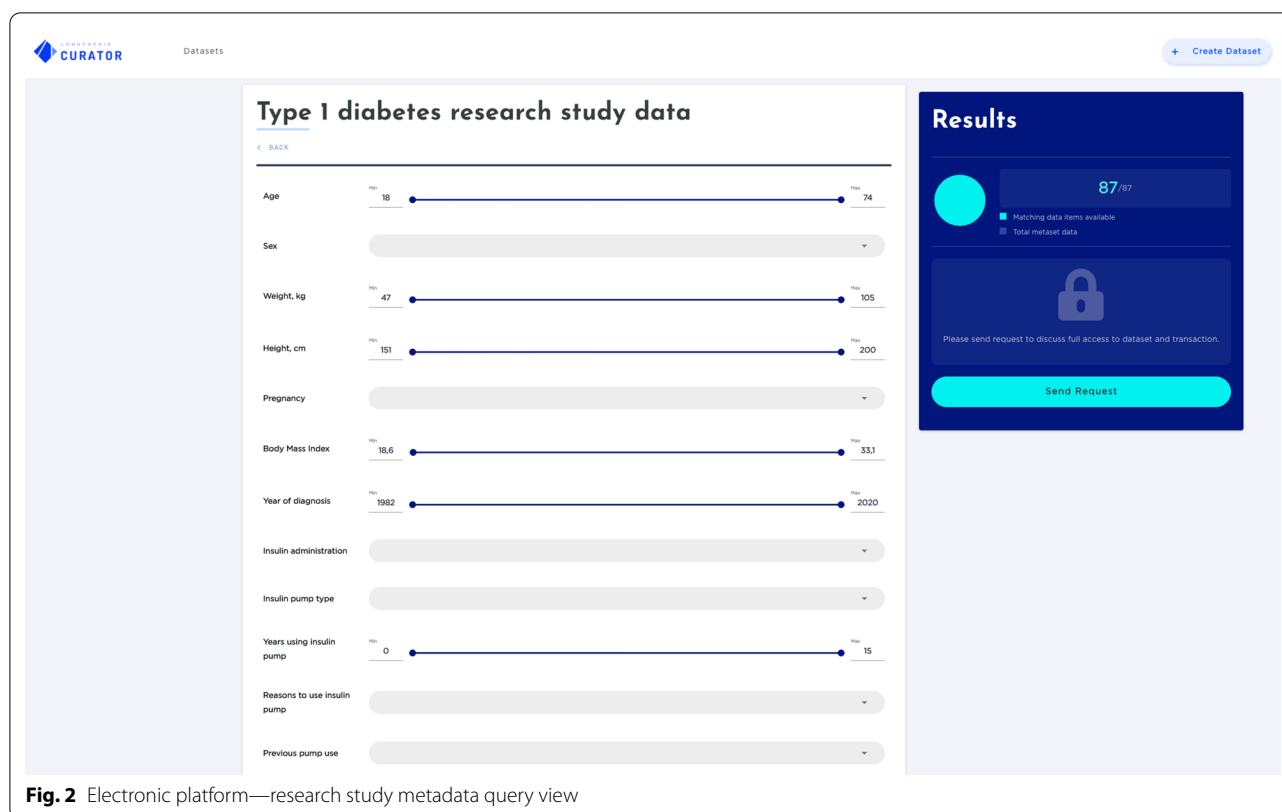 LONGENESIS
CURATOR
Datasets
+ Create Dataset
Type 1 diabetes research study data
< BACK
Age
Min
18
Max
74
Sex
Weight, kg
Min
47
Max
105
Height, cm
Min
151
Max
200
Pregnancy
Body Mass Index
Min
18,6
Max
33,1
Year of diagnosis
Min
1982
Max
2020
Insulin administration
Insulin pump type
Years using insulin
pump
Min
0
Max
15
Reasons to use insulin
pump
Previous pump use
Results
87/87
Matching data items available
Total metaset data
Please send request to discuss full access to dataset and transaction.
Send Request
Fig. 2 Electronic platform—research study metadata query view